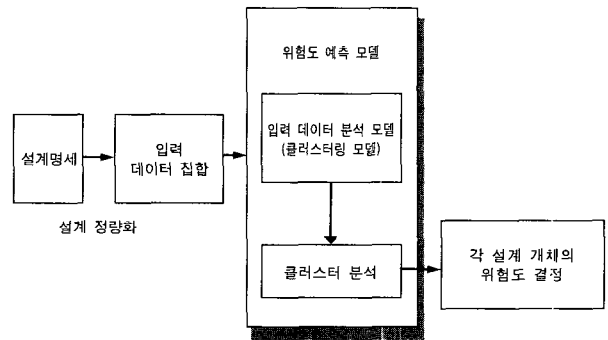 위험도 예측 모델
설계명세
입력
데이터 집합
설계 정량화
입력 데이터 분석 모델
(클러스터링 모델)
클러스터 분석
각 설계 개체의
위험도 결정